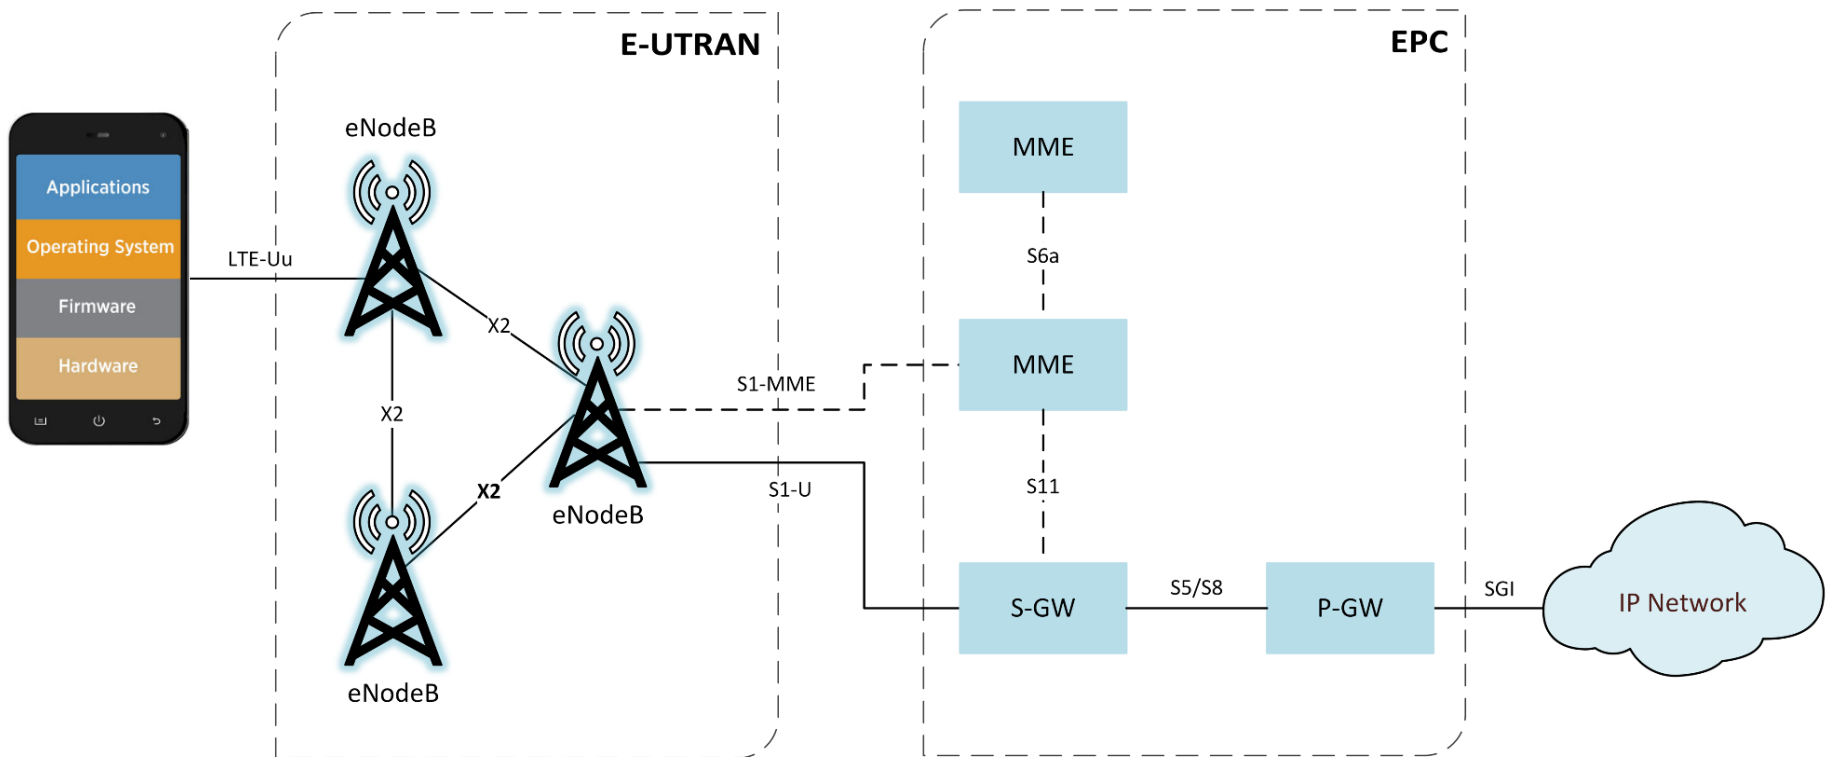 E-UTRAN
EPC
Applications
Operating System
Firmware
Hardware
LTE-Uu
eNodeB
X2
X2
X2
eNodeB
eNodeB
S1-MME
S1-U
MME
S6a
MME
S11
S-GW
S5/S8
P-GW
SGI
IP Network